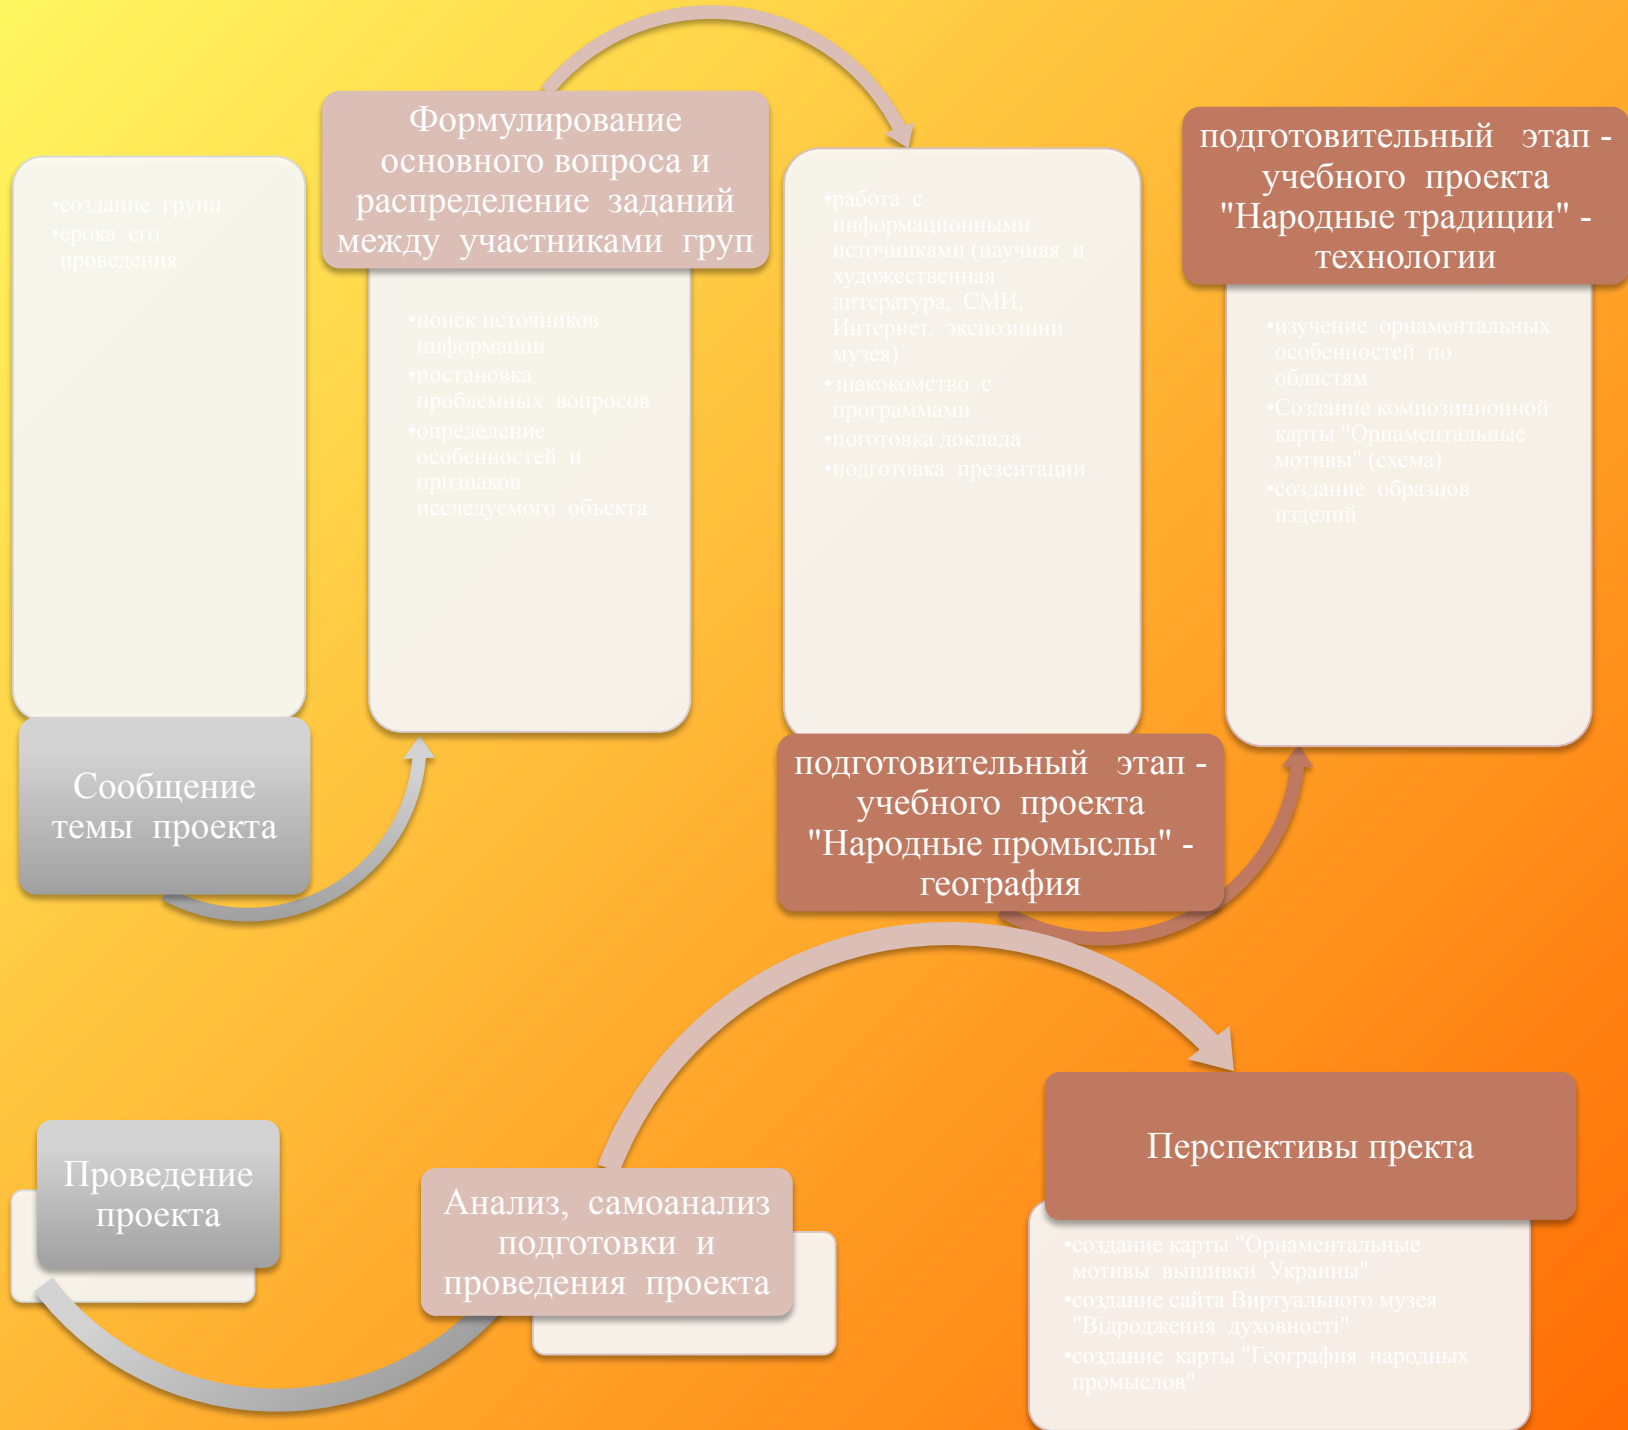 •создание групп
•срока его
проведения
Сообщение
темы проекта
Формулирование
основного вопроса и
распределение заданий
между участниками груп
•поиск источников
информации
•постановка
проблемных вопросов
•определение
особенностей и
признаков
исследуемого объекта
•работа с
информационными
источниками (научная и
художественная
литература, СМИ,
Интернет, экспозиции
музея)
•знакокомство с
программами
•поготовка доклада
•подготовка презентации
подготовительный этап -
учебного проекта
"Народные промыслы" -
география
подготовительный этап -
учебного проекта
"Народные традиции" -
технологии
•изучение орнаментальных
особенностей по
областям
•Создание композиционной
карты "Орнаментальные
мотивы" (схема)
•создание образцов
изделий
Проведение
проекта
Анализ, самоанализ
подготовки и
проведения проекта
Перспективы пректа
•создание карты "Орнаментальные
мотивы вышивки Украины"
•создание сайта Виртуального музея
"Відродження духовності"
•создание карты "География народных
промыслов"